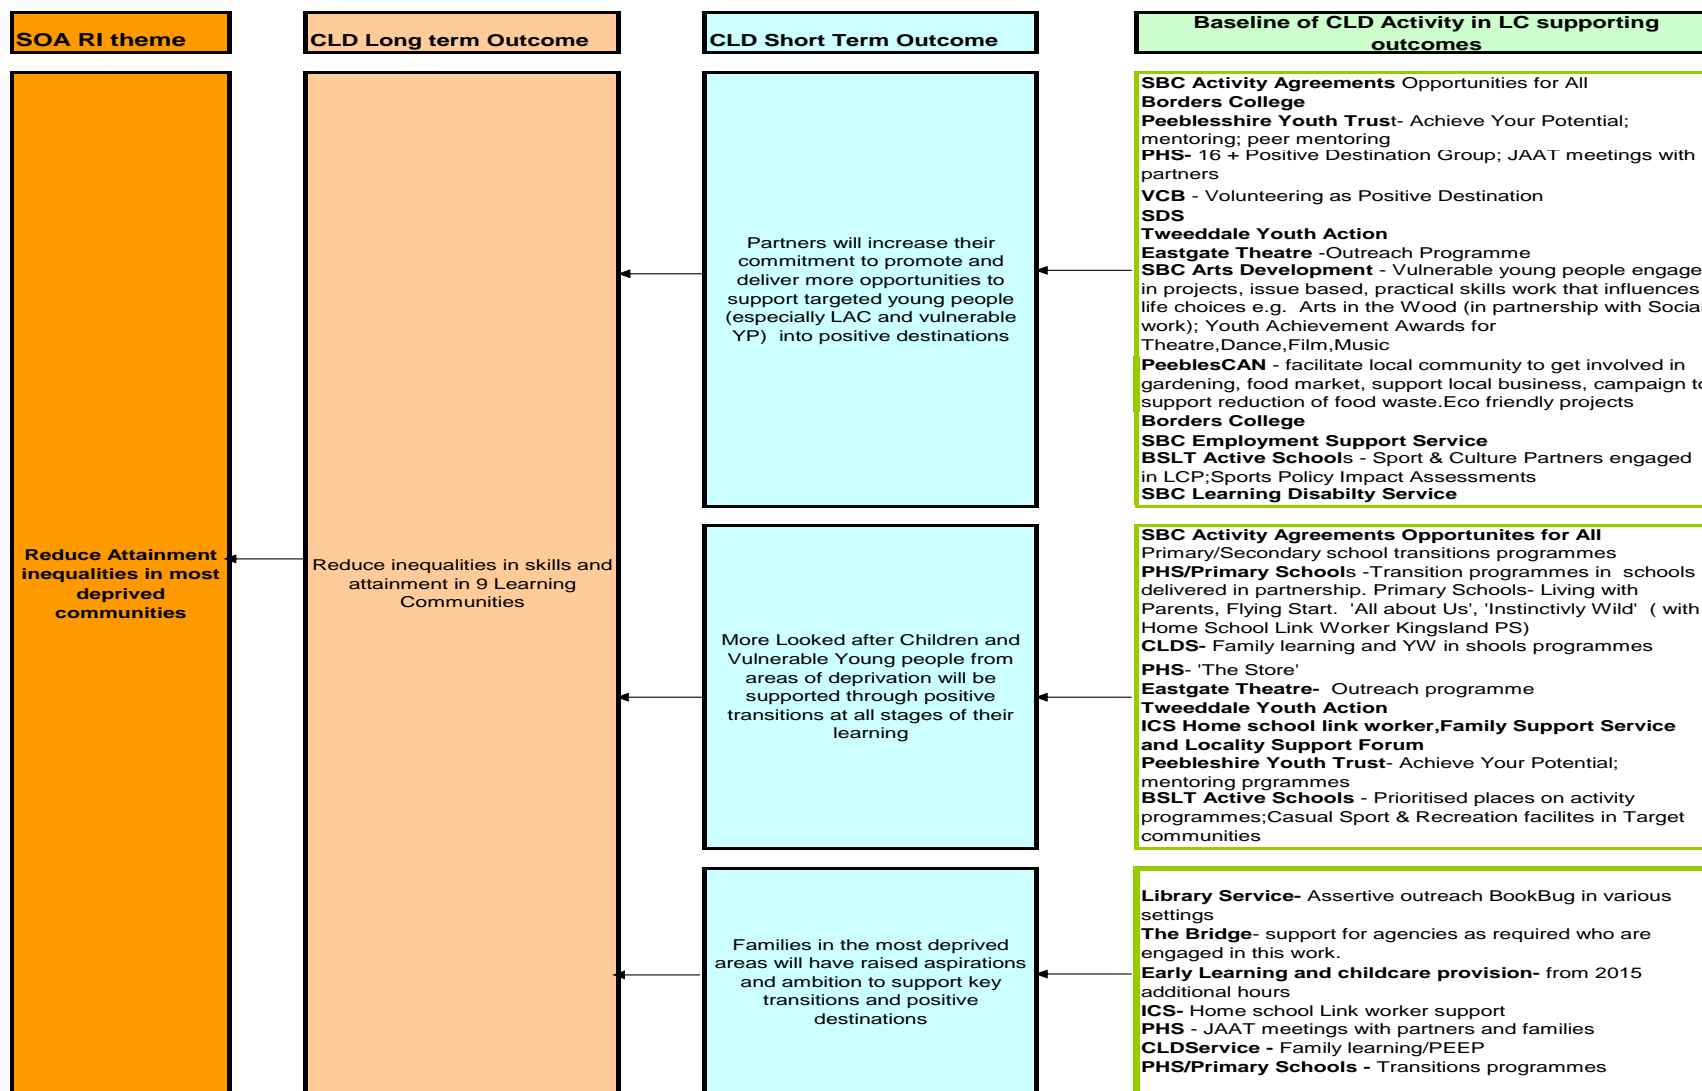 SOA RI theme
CLD Long term Outcome
CLD Short Term Outcome
Baseline of CLD Activity in LC supporting
outcomes
Reduce Attainment
inequalities in most
deprived
communities
Reduce inequalities in skills and
attainment in 9 Learning
Communities
Partners will increase their
commitment to promote and
deliver more opportunities to
support targeted young people
(especially LAC and vulnerable
YP)  into positive destinations
SBC Activity Agreements Opportunities for All
Borders College
Peeblesshire Youth Trust- Achieve Your Potential;
mentoring; peer mentoring
PHS- 16 + Positive Destination Group; JAAT meetings with
partners
VCB - Volunteering as Positive Destination
SDS
Tweeddale Youth Action
Eastgate Theatre -Outreach Programme
SBC Arts Development - Vulnerable young people engage
in projects, issue based, practical skills work that influences
life choices e.g.  Arts in the Wood (in partnership with Social
work); Youth Achievement Awards for
Theatre,Dance,Film,Music
PeeblesCAN - facilitate local community to get involved in
gardening, food market, support local business, campaign to
support reduction of food waste.Eco friendly projects
Borders College
SBC Employment Support Service
BSLT Active Schools - Sport & Culture Partners engaged
in LCP;Sports Policy Impact Assessments
SBC Learning Disabilty Service
More Looked after Children and
Vulnerable Young people from
areas of deprivation will be
supported through positive
transitions at all stages of their
learning
SBC Activity Agreements Opportunites for All
Primary/Secondary school transitions programmes
PHS/Primary Schools -Transition programmes in  schools
delivered in partnership. Primary Schools- Living with
Parents, Flying Start.  'All about Us', 'Instinctivly Wild'  ( with
Home School Link Worker Kingsland PS)
CLDS- Family learning and YW in shools programmes
PHS- 'The Store'
Eastgate Theatre-  Outreach programme
Tweeddale Youth Action
ICS Home school link worker,Family Support Service
and Locality Support Forum
Peebleshire Youth Trust- Achieve Your Potential;
mentoring prgrammes
BSLT Active Schools - Prioritised places on activity
programmes;Casual Sport & Recreation facilites in Target
communities
Families in the most deprived
areas will have raised aspirations
and ambition to support key
transitions and positive
destinations
Library Service- Assertive outreach BookBug in various
settings
The Bridge- support for agencies as required who are
engaged in this work.
Early Learning and childcare provision- from 2015
additional hours
ICS- Home school Link worker support
PHS - JAAT meetings with partners and families
CLDService - Family learning/PEEP
PHS/Primary Schools - Transitions programmes